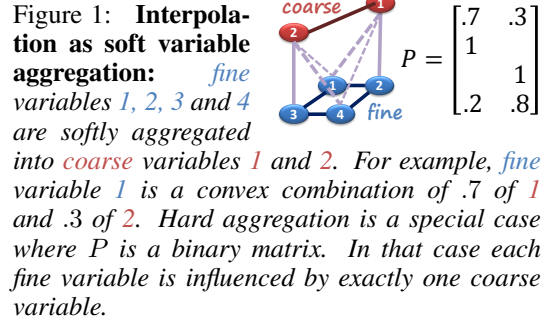 Figure 1: Interpola-
tion as soft variable
aggregation: fine
variables 1, 2, 3 and 4
are softly aggregated
into coarse variables 1 and 2. For example, fine
variable 1 is a convex combination of .7 of 1
and .3 of 2. Hard aggregation is a special case
where P is a binary matrix. In that case each
fine variable is influenced by exactly one coarse
variable.
coarse
1
2
1
2
3
4
fine
P =
.7 .3
1
1
.2 .8